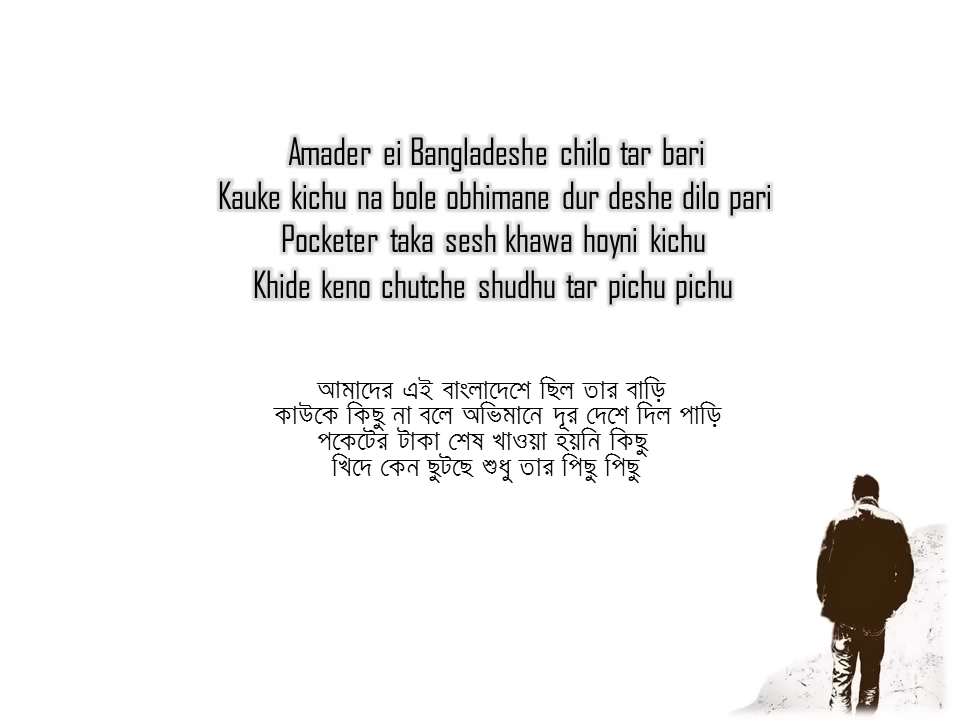 Amader ei Bangladeshe chilo tar bari
Kauke kichu na bole obhimane dur deshe dilo pari
Pocketer taka sesh khawa hoyni kichu
Khide keno chutche shudhu tar pichu pichu
আমাদের এই বাংলাদেশে ছিল তার বাড়ি
কাউকে কিছু না বলে অভিমানে দূর দেশে দিল পাড়ি
পকেটের টাকা শেষ খাওয়া হয়নি কিছু
খিদে কেন ছুটছে শুধু তার পিছু পিছু